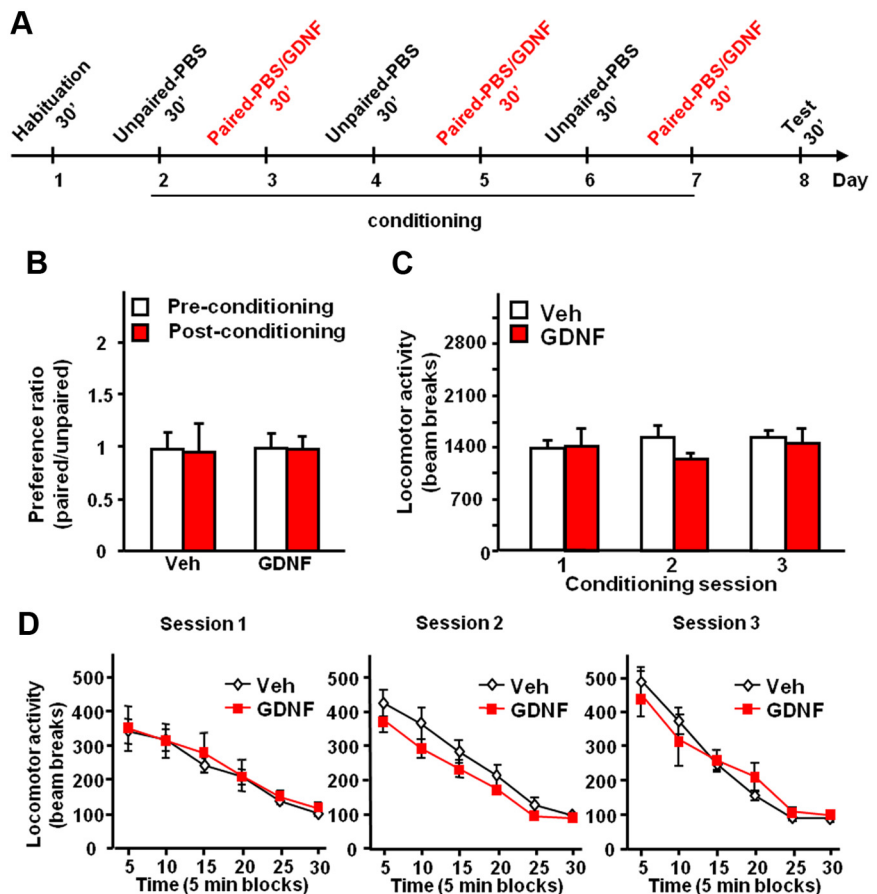 A
Habituation
30'
Unpaired-PBS
30'
Paired-PBS/GDNF
30'
Unpaired-PBS
30'
Paired-PBS/GDNF
30'
Unpaired-PBS
30'
Paired-PBS/GDNF
30'
Test
30'
1 2 3 4 5 6 7 8 Day
conditioning
B
Pre-conditioning
Post-conditioning
Preference ratio
(paired/unpaired)
2
1.5
1
0.5
0
Veh GDNF
C
Veh
GDNF
Locomotor activity
(beam breaks)
2800
2100
1400
700
0
1 2 3
Conditioning session
D
Session 1
Locomotor activity
(beam breaks)
500
400
300
200
100
0
Veh
GDNF
5 10 15 20 25 30
Time (5 min blocks)
Session 2
500
400
300
200
100
0
Veh
GDNF
5 10 15 20 25 30
Time (5 min blocks)
Session 3
500
400
300
200
100
0
Veh
GDNF
5 10 15 20 25 30
Time (5 min blocks)